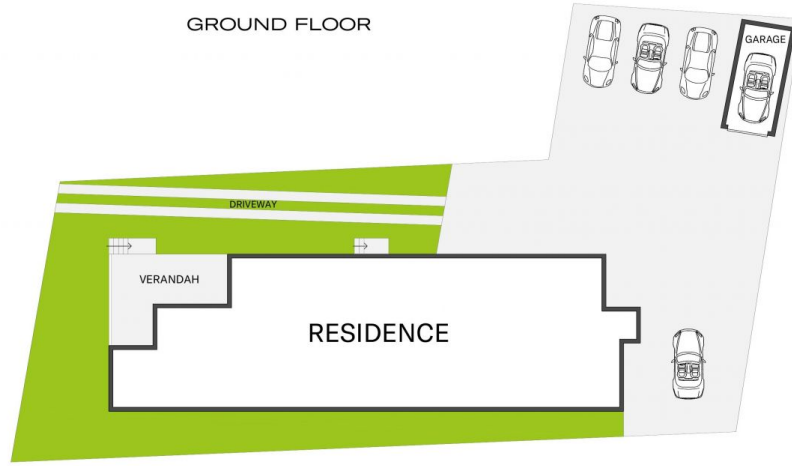 GROUND FLOOR
GARAGE
DRIVEWAY
VERANDAH
RESIDENCE